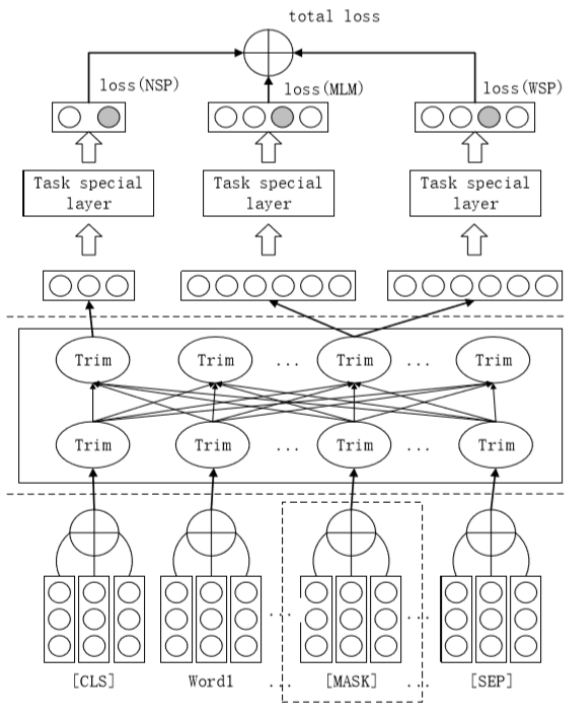 total loss
loss(NSP)
loss(MLM)
loss(WSP)
Task special
layer
Task special
layer
Task special
layer
Trim Trim ... Trim ... Trim
Trim Trim ... Trim ... Trim
... ...
[CLS] Word1 ... [MASK] ... [SEP]